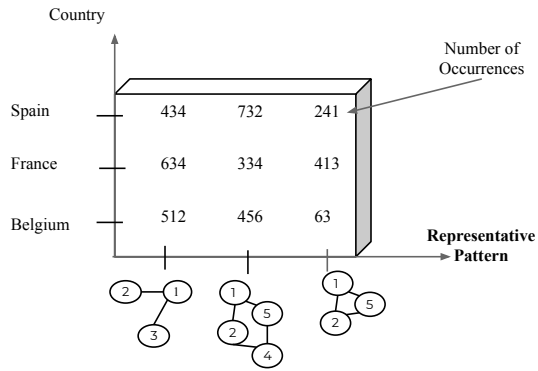 Country
Number of
Occurrences
Spain 434 732 241
France 634 334 413
Belgium 512 456 63
Representative
Pattern
2 1 3
1 5 2 4
1 5 2